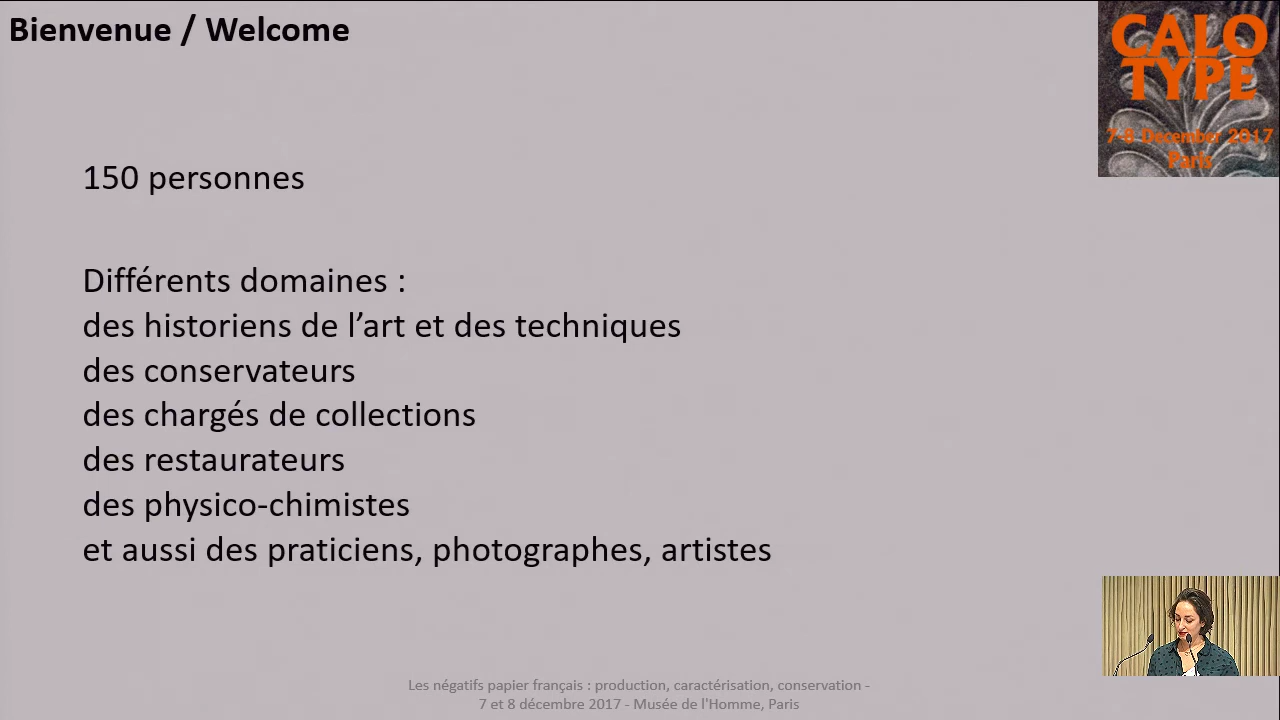 Bienvenue / Welcome
CALO
TYPE
7-8 Décember 2017
Paris
150 personnes
Différents domaines :
des historiens de l’art et des techniques
des conservateurs
des chargés de collections
des restaurateurs
des physico-chimistes
et aussi des praticiens, photographes, artistes
Les négatifs papier français : production, caractérisation, conservation -
7 et 8 décembre 2017 - Musée de l'Homme, Paris